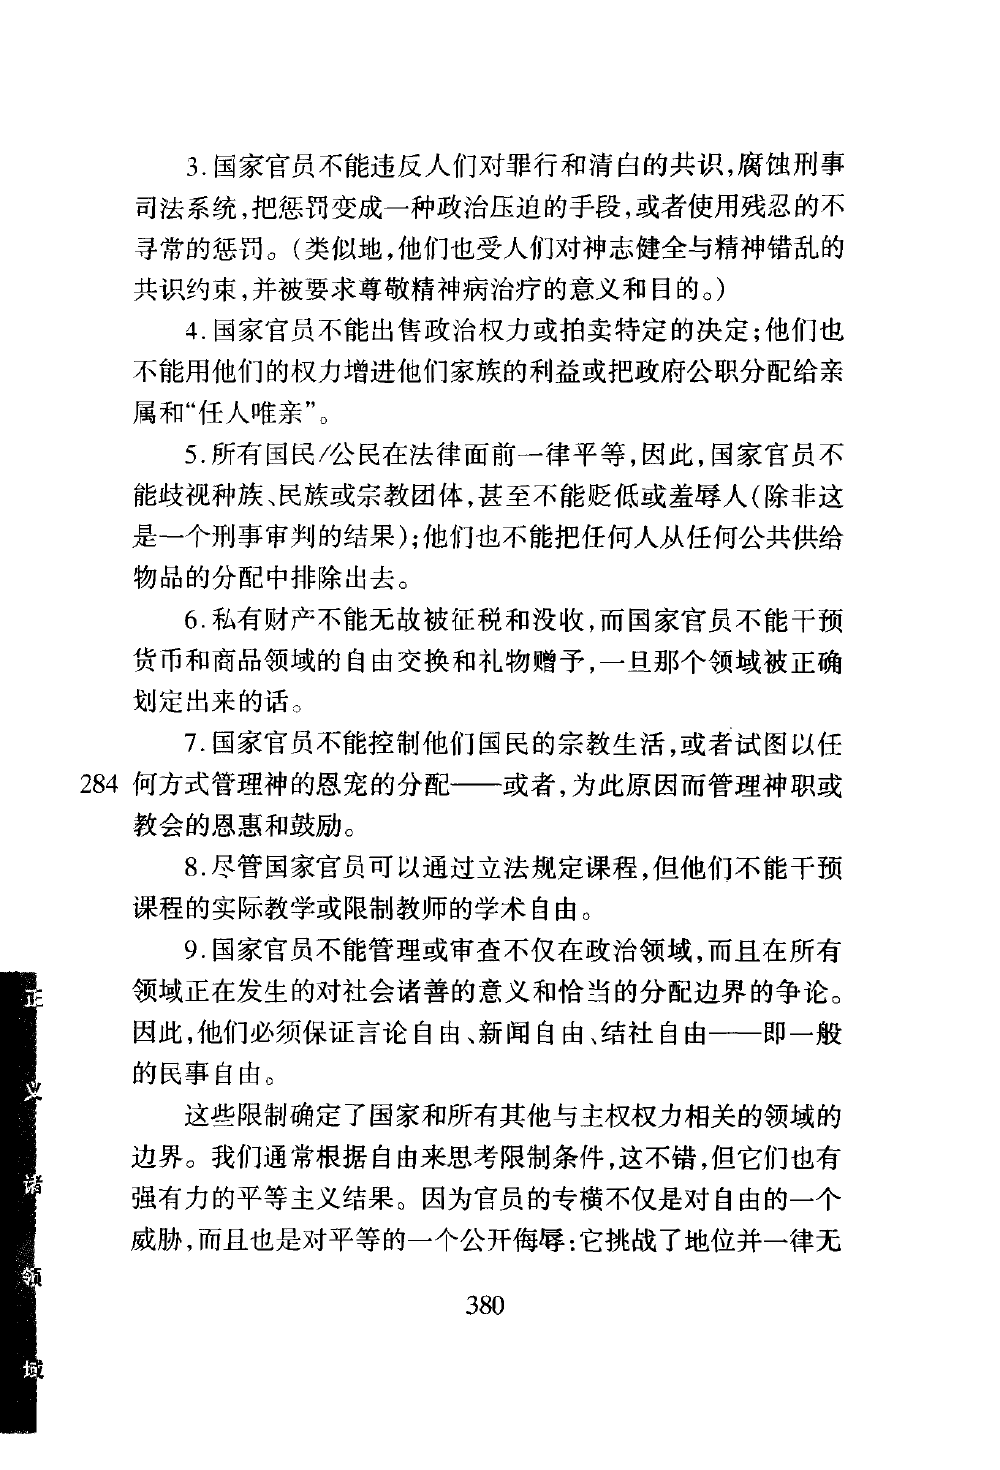 3.国家官员不能违反人们对罪行和清白的共识,腐蚀刑事
司法系统,把惩罚变成一种政治压迫的手段,或者使用残忍的不
寻常的惩罚。(类似地,他们也受人们对神志健全与精神错乱的
共识约束,并被要求尊敬精神病治疗的意义和目的。)
4.国家官员不能出售政治权力或拍卖特定的决定;他们也
不能用他们的权力增进他们家族的利益或把政府公职分配给亲
属和“任人唯亲”。
5.所有国民/公民在法律面前一律平等,因此,国家官员不
能歧视种族、民族或宗教团体,甚至不能贬低或羞辱人(除非这
是一个刑事审判的结果);他们也不能把任何人从任何公共供给
物品的分配中排除出去。
6.私有财产不能无故被征税和没收,而国家官员不能干预
货币和商品领域的自由交换和礼物赠予,一旦那个领域被正确
划定出来的话。
7.国家官员不能控制他们国民的宗教生活,或者试图以任
284 何方式管理神的恩宠的分配——或者,为此原因而管理神职或
教会的恩惠和鼓励。
8.尽管国家官员可以通过立法规定课程,但他们不能干预
课程的实际教学或限制教师的学术自由。
9.国家官员不能管理或审查不仅在政治领域,而且在所有
领域正在发生的对社会诸善的意义和恰当的分配边界的争论。
因此,他们必须保证言论自由、新闻自由、结社自由——即一般
的民事自由。
这些限制确定了国家和所有其他与主权权力相关的领域的
边界。我们通常根据自由来思考限制条件,这不错,但它们也有
强有力的平等主义结果。因为官员的专横不仅是对自由的一个
威胁,而且也是对平等的一个公开侮辱:它挑战了地位并一律无
380
正
义
诸
领
域